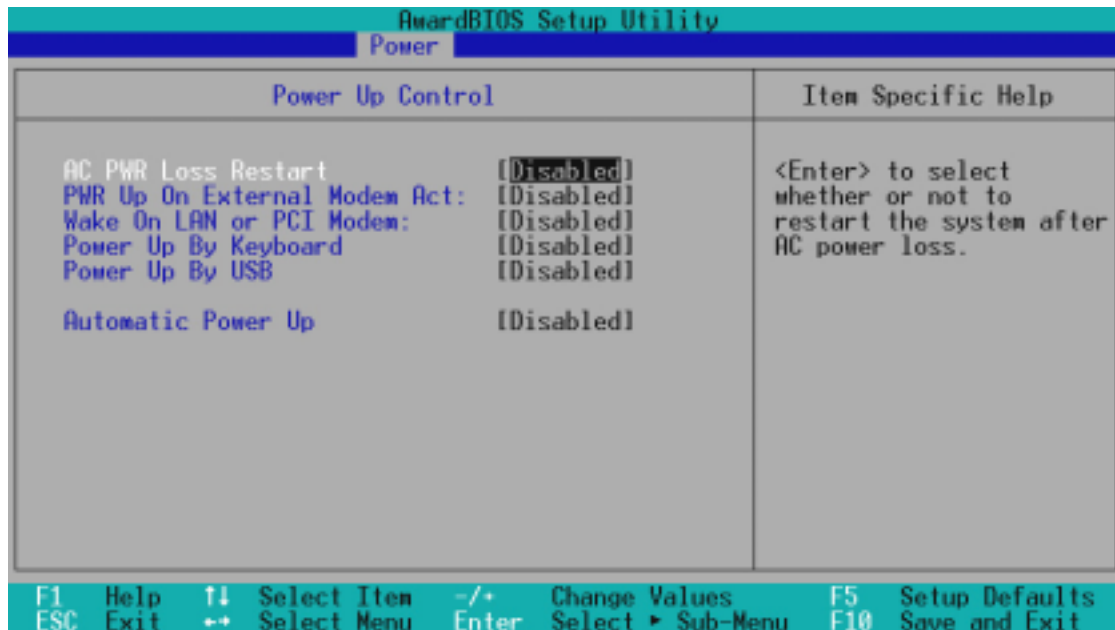 AwardBIOS Setup Utility
Power
Power Up Control
Item Specific Help
AC PWR Loss Restart [Disabled]
PWR Up On External Modem Act: [Disabled]
Wake On LAN or PCI Modem: [Disabled]
Power Up By Keyboard [Disabled]
Power Up By USB [Disabled]
Automatic Power Up [Disabled]
<Enter> to select
whether or not to
restart the system after
AC power loss.
F1 Help ↑↓ Select Item -/+ Change Values F5 Setup Defaults
ESC Exit ←→ Select Menu Enter Select ► Sub-Menu F10 Save and Exit